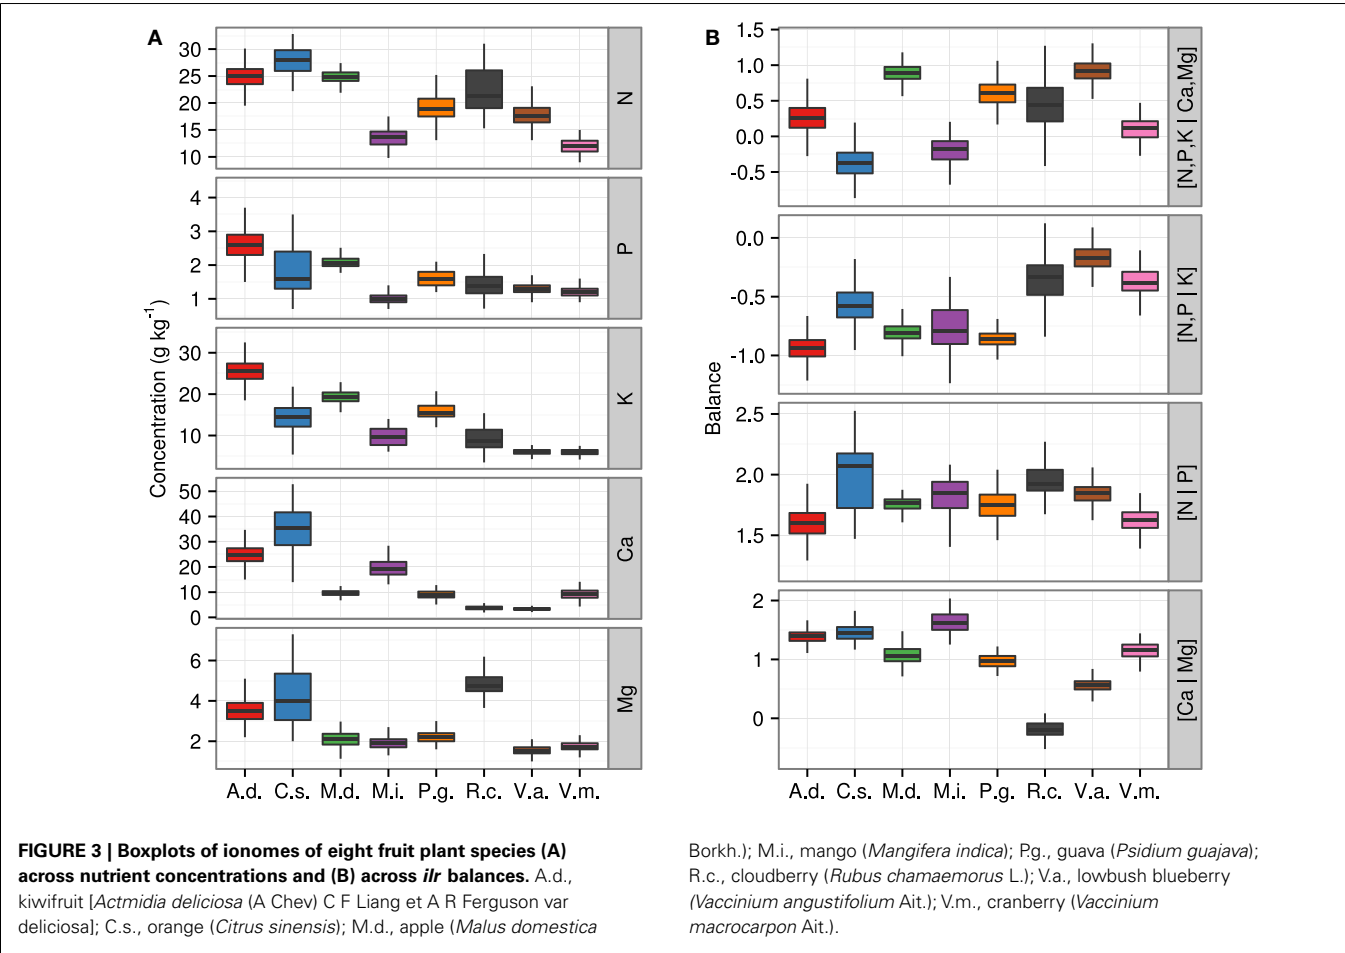 A
Concentration (g kg⁻¹)
30
25
20
15
10
N
4
3
2
1
P
30
20
10
K
50
40
30
20
10
0
Ca
6
4
2
Mg
A.d. C.s. M.d. M.i. P.g. R.c. V.a. V.m.
B
Balance
1.5
1.0
0.5
0.0
-0.5
[N,P,K | Ca,Mg]
0.0
-0.5
-1.0
[N,P | K]
2.5
2.0
1.5
[N | P]
2
1
0
[Ca | Mg]
A.d. C.s. M.d. M.i. P.g. R.c. V.a. V.m.
FIGURE 3 | Boxplots of ionomes of eight fruit plant species (A)
across nutrient concentrations and (B) across ilr balances. A.d.,
kiwifruit [Actmidia deliciosa (A Chev) C F Liang et A R Ferguson var
deliciosa]; C.s., orange (Citrus sinensis); M.d., apple (Malus domestica
Borkh.); M.i., mango (Mangifera indica); P.g., guava (Psidium guajava);
R.c., cloudberry (Rubus chamaemorus L.); V.a., lowbush blueberry
(Vaccinium angustifolium Ait.); V.m., cranberry (Vaccinium
macrocarpon Ait.).